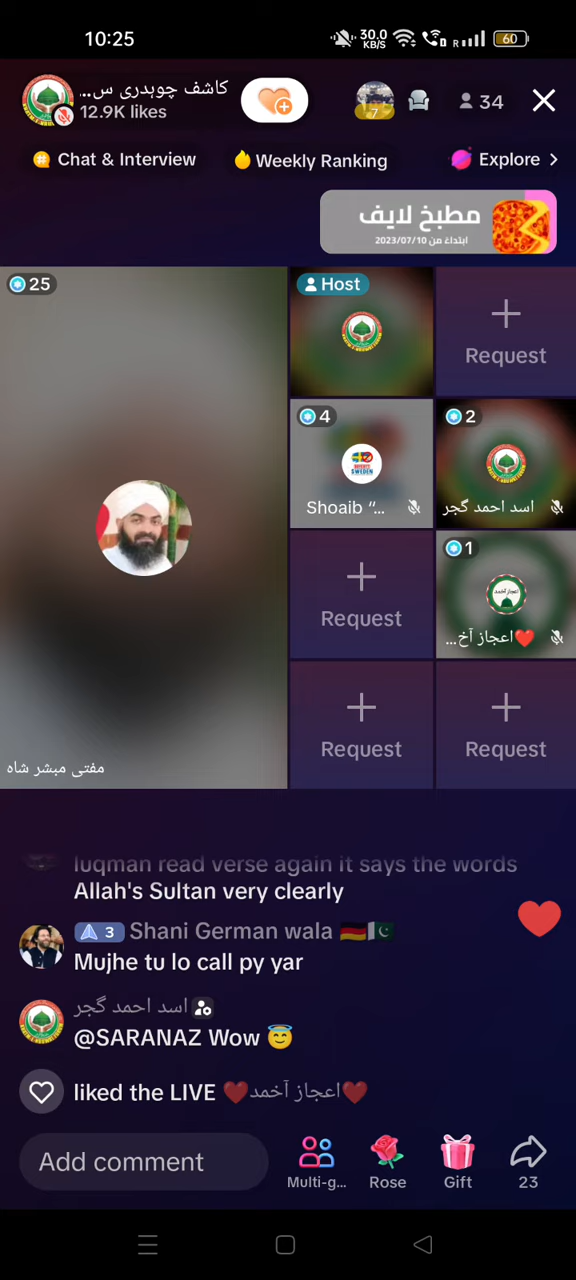 10:25
30.0
KB/S
R
60
کاشف چوہدری س...
12.9K likes
7
34
Chat & Interview
Weekly Ranking
Explore
مطبخ لايف
ابتداءً من 2023/07/10
25
Host
Request
4
SWEDEN
Shoaib “...
2
اسد احمد گجر
Request
1
اعجاز آخ...
Request
Request
مفتی مبشر شاہ
luqman read verse again it says the words
Allah's Sultan very clearly
3 Shani German wala
Mujhe tu lo call py yar
اسد احمد گجر
@SARANAZ Wow
liked the LIVE اعجاز آخمد
Add comment
Multi-g...
Rose
Gift
23